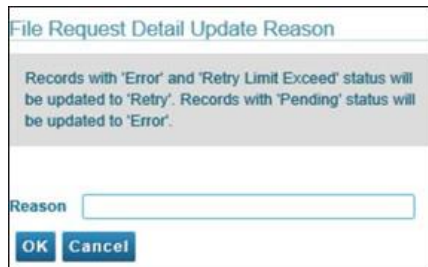 File Request Detail Update Reason
Records with 'Error' and 'Retry Limit Exceed' status will
be updated to 'Retry'. Records with 'Pending' status will
be updated to 'Error'.
Reason
OK Cancel